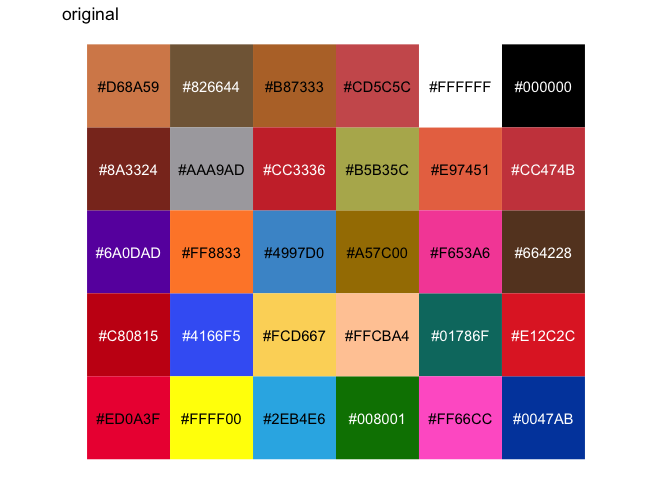 original
#D68A59 #826644 #B87333 #CD5C5C #FFFFFF #000000
#8A3324 #AAA9AD #CC3336 #B5B35C #E97451 #CC474B
#6A0DAD #FF8833 #4997D0 #A57C00 #F653A6 #664228
#C80815 #4166F5 #FCD667 #FFCBA4 #01786F #E12C2C
#ED0A3F #FFFF00 #2EB4E6 #008001 #FF66CC #0047AB